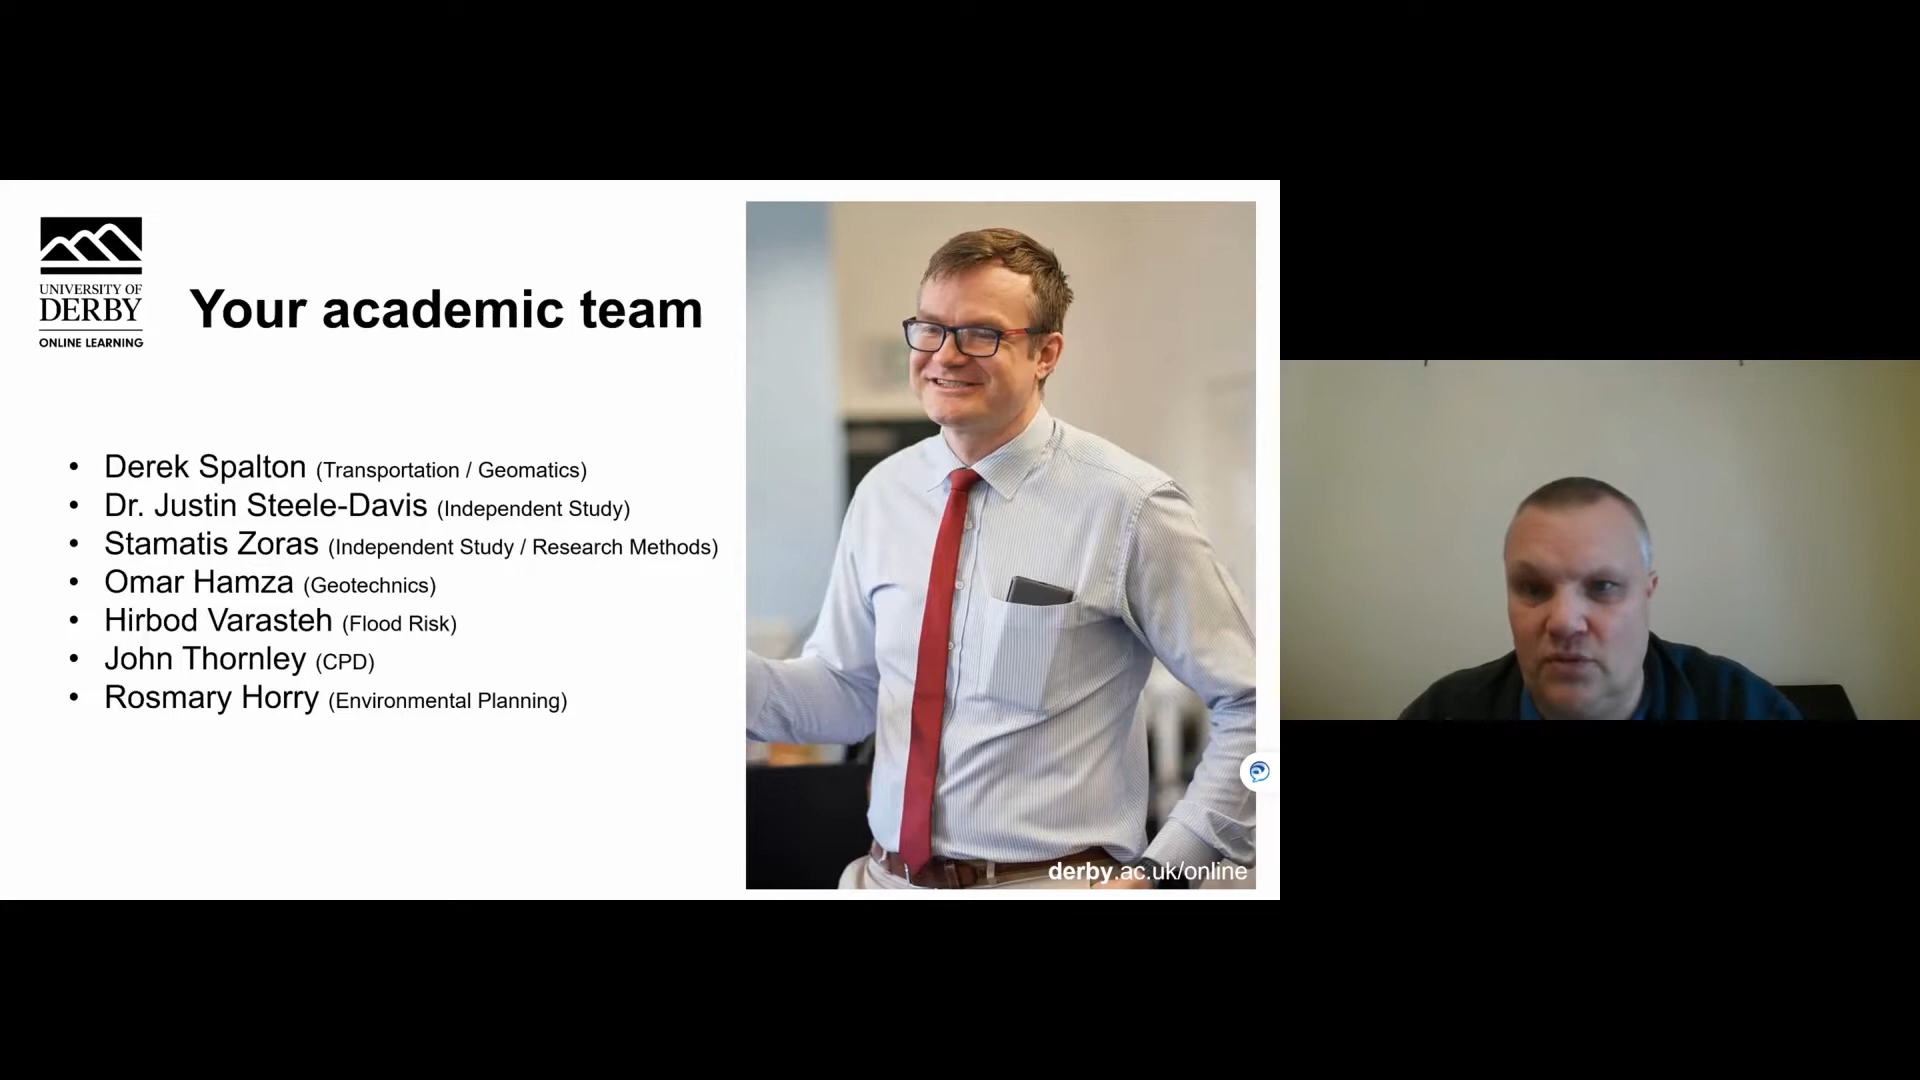 UNIVERSITY OF
DERBY
ONLINE LEARNING
Your academic team
• Derek Spalton (Transportation / Geomatics)
• Dr. Justin Steele-Davis (Independent Study)
• Stamatis Zoras (Independent Study / Research Methods)
• Omar Hamza (Geotechnics)
• Hirbod Varasteh (Flood Risk)
• John Thornley (CPD)
• Rosmary Horry (Environmental Planning)
derby.ac.uk/online